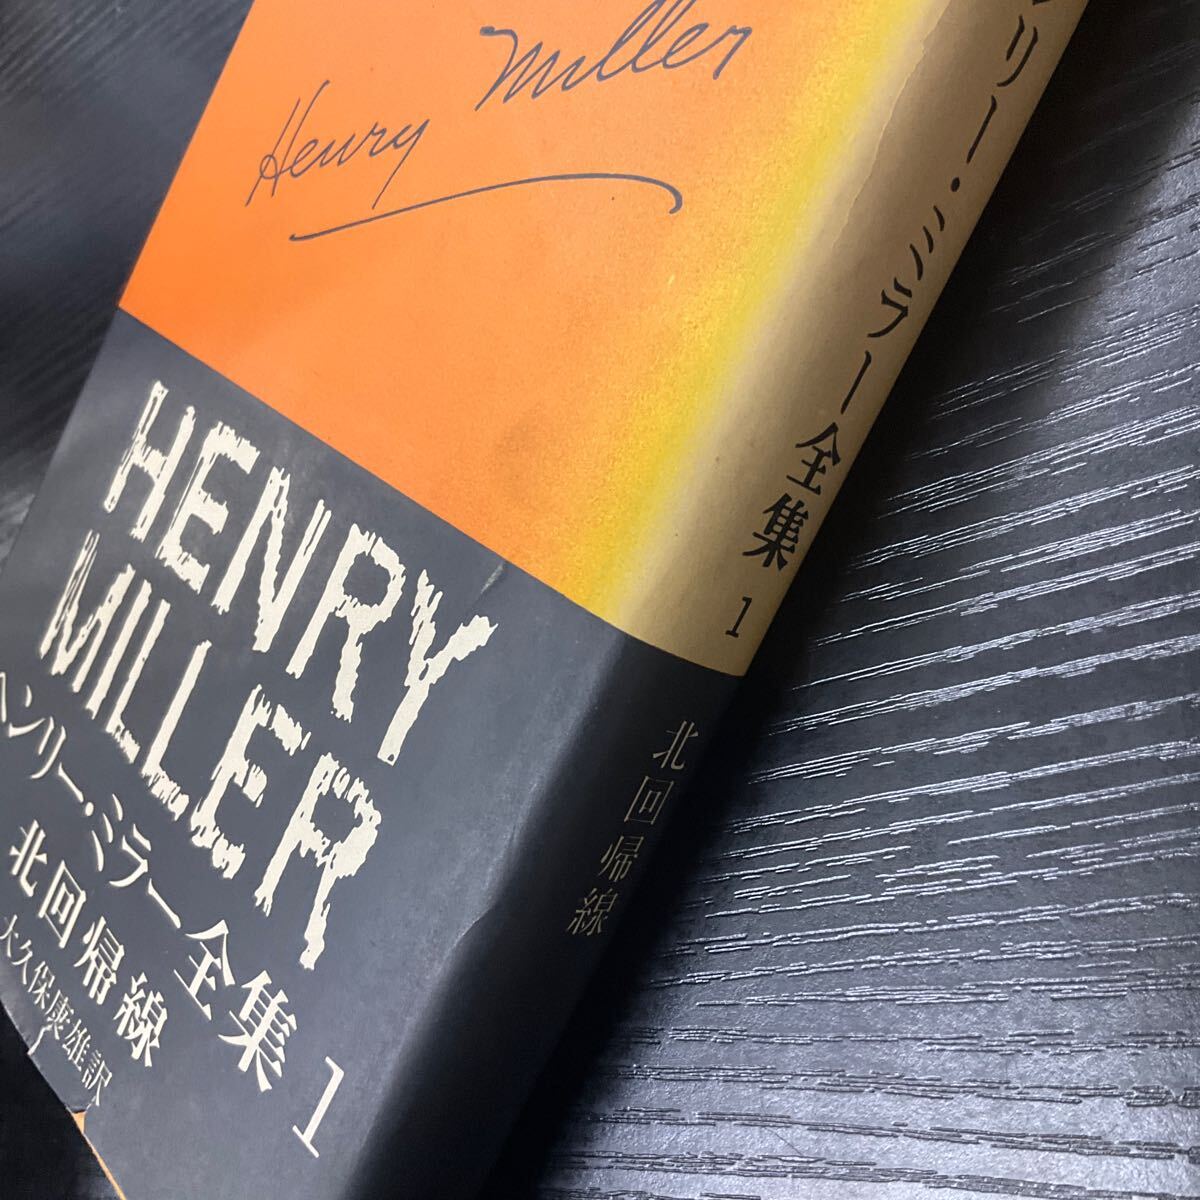 Henry Miller
HENRY
MILLER
ヘンリー・ミラー全集 1
北回帰線
大久保康雄訳
リー・ミラー全集 1
北回帰線